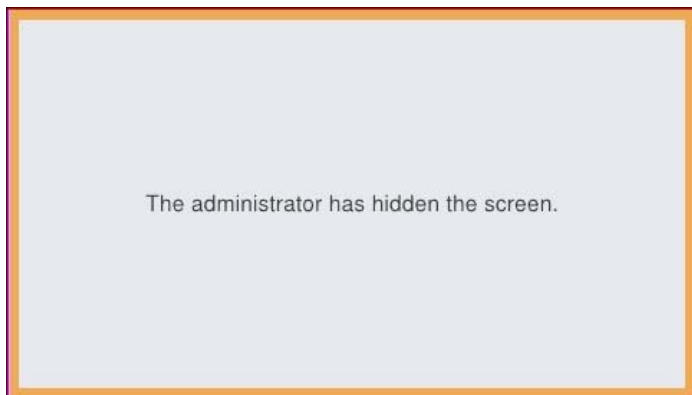 The administrator has hidden the screen.